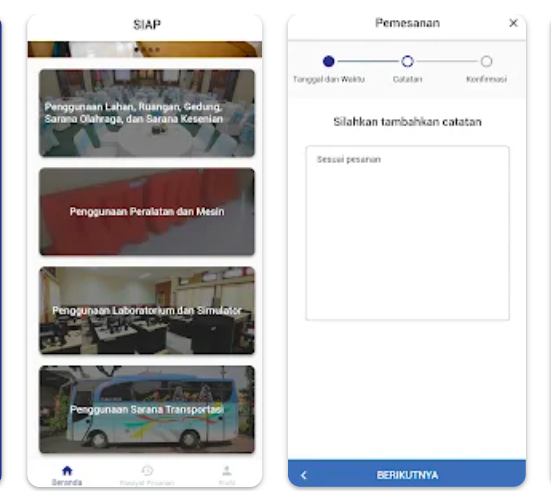 SIAP
Penggunaan Lahan, Ruangan, Gedung,
Sarana Olahraga, dan Sarana Kesenian
Penggunaan Peralatan dan Mesin
Penggunaan Laboratorium dan Simulator
Penggunaan Sarana Transportasi
Beranda
Riwayat Pesanan
Profil
Pemesanan
Tanggal dan Waktu
Catatan
Konfirmasi
Silahkan tambahkan catatan
Sesuai pesanan
BERIKUTNYA